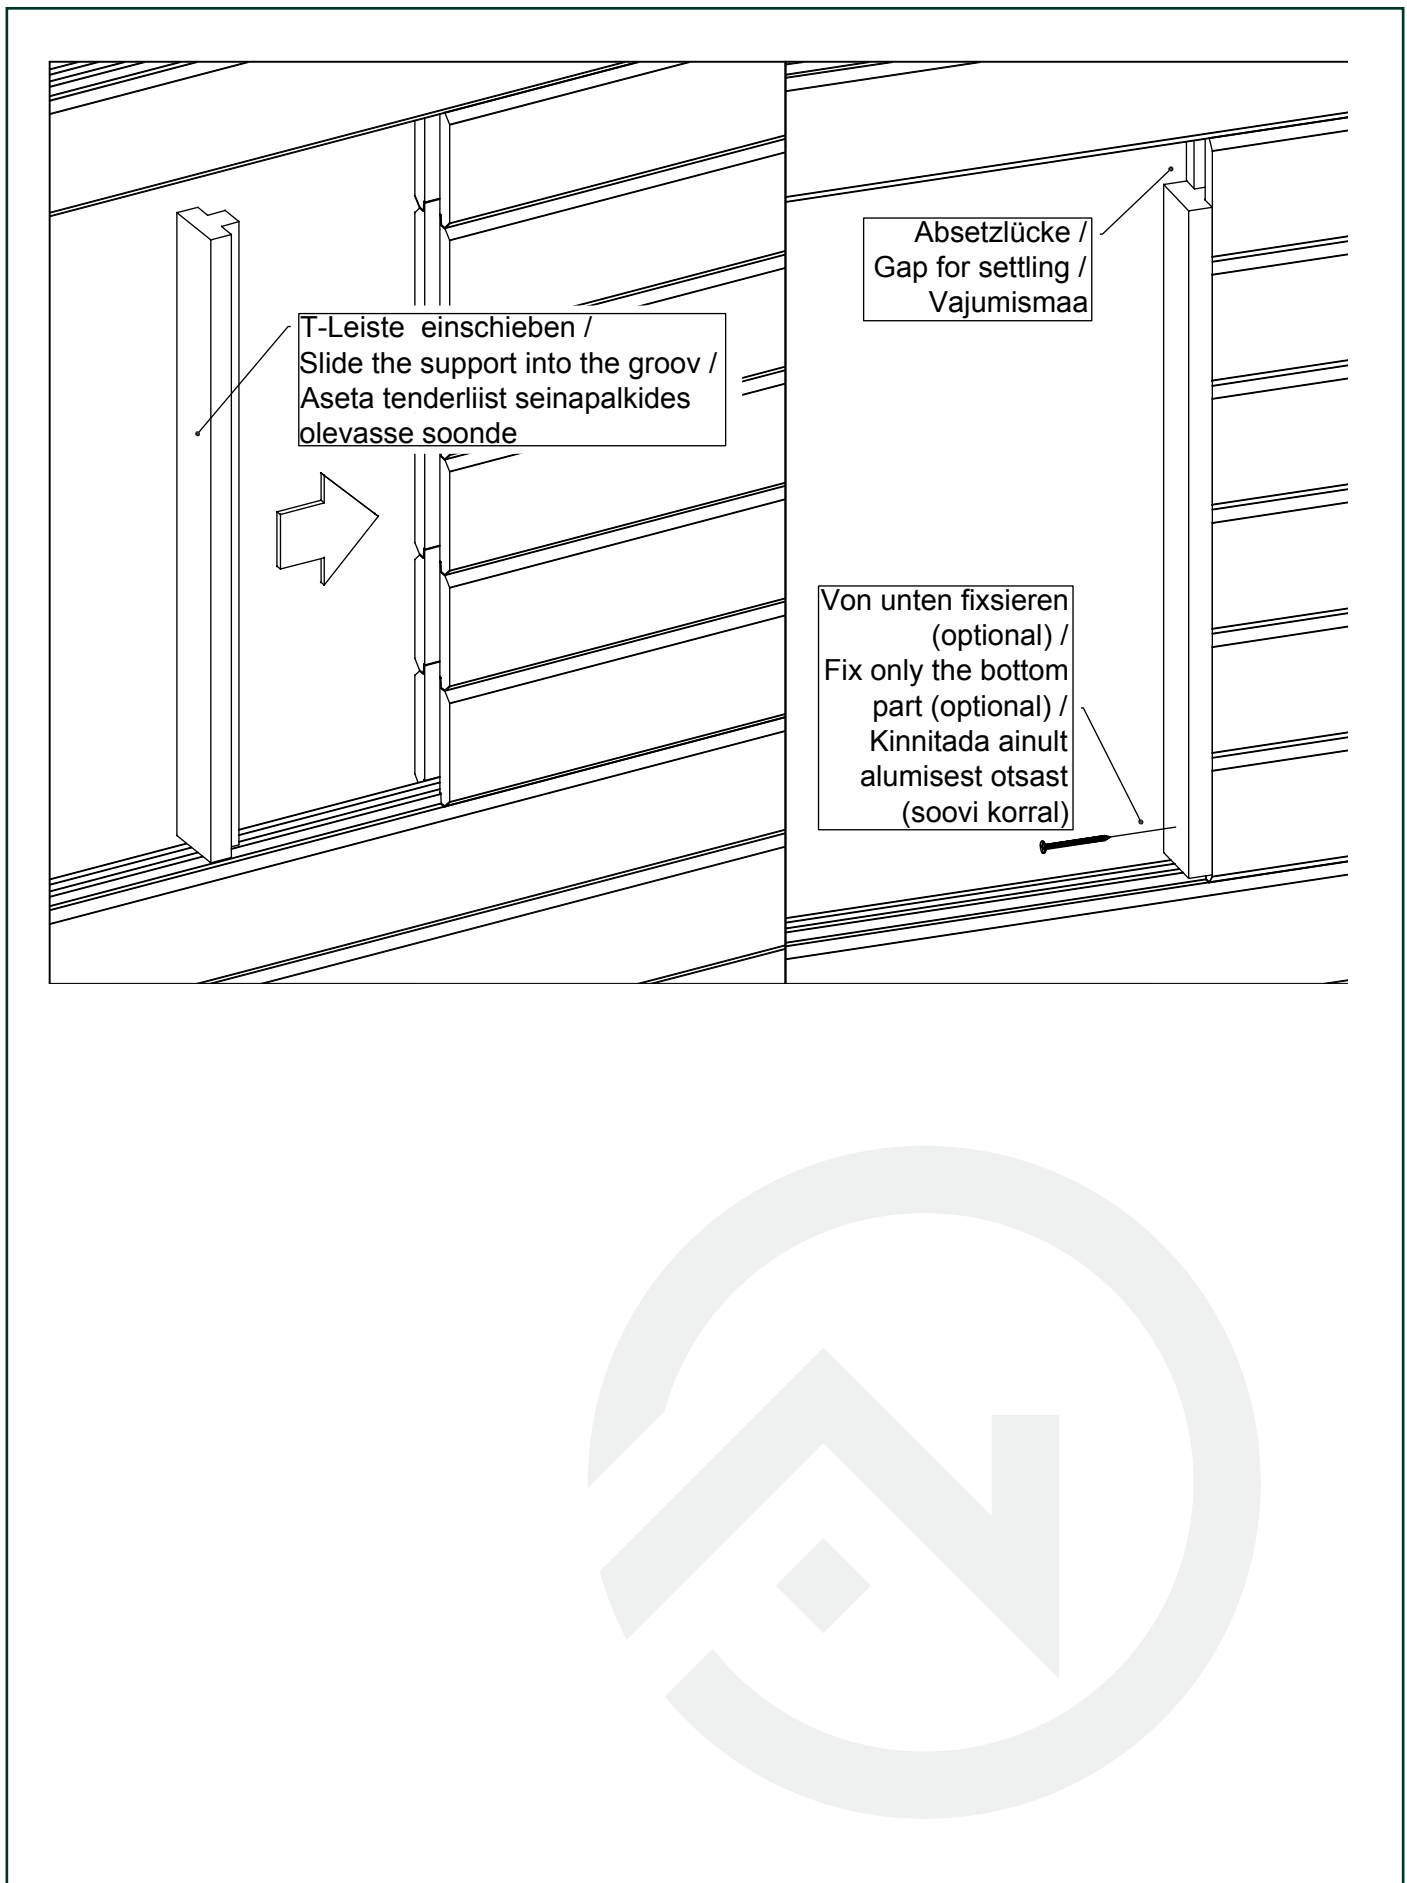 T-Leiste  einschieben /
Slide the support into the groov /
Aseta tenderliist seinapalkides
olevasse soonde
Absetzlücke /
Gap for settling /
Vajumismaa
Von unten fixsieren
(optional) /
Fix only the bottom
part (optional) /
Kinnitada ainult
alumisest otsast
(soovi korral)